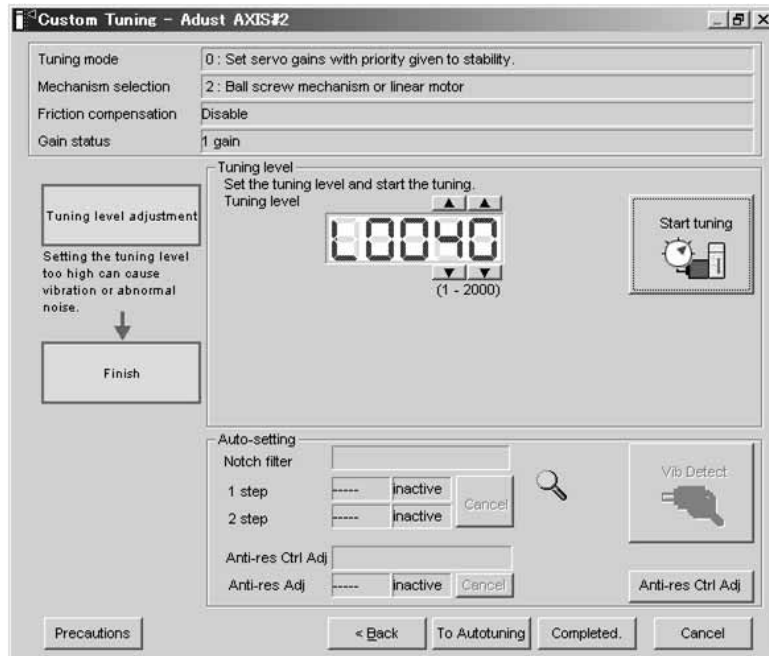 Custom Tuning - Adust AXIS#2
Tuning mode 0 : Set servo gains with priority given to stability.
Mechanism selection 2 : Ball screw mechanism or linear motor
Friction compensation Disable
Gain status 1 gain
Tuning level adjustment
Setting the tuning level
too high can cause
vibration or abnormal
noise.
Finish
Tuning level
Set the tuning level and start the tuning.
Tuning level
L0040
(1 - 2000)
Start tuning
Auto-setting
Notch filter
1 step ----- inactive
2 step ----- inactive
Cancel
Vib Detect
Anti-res Ctrl Adj
Anti-res Adj ----- inactive Cancel
Anti-res Ctrl Adj
Precautions < Back To Autotuning Completed. Cancel